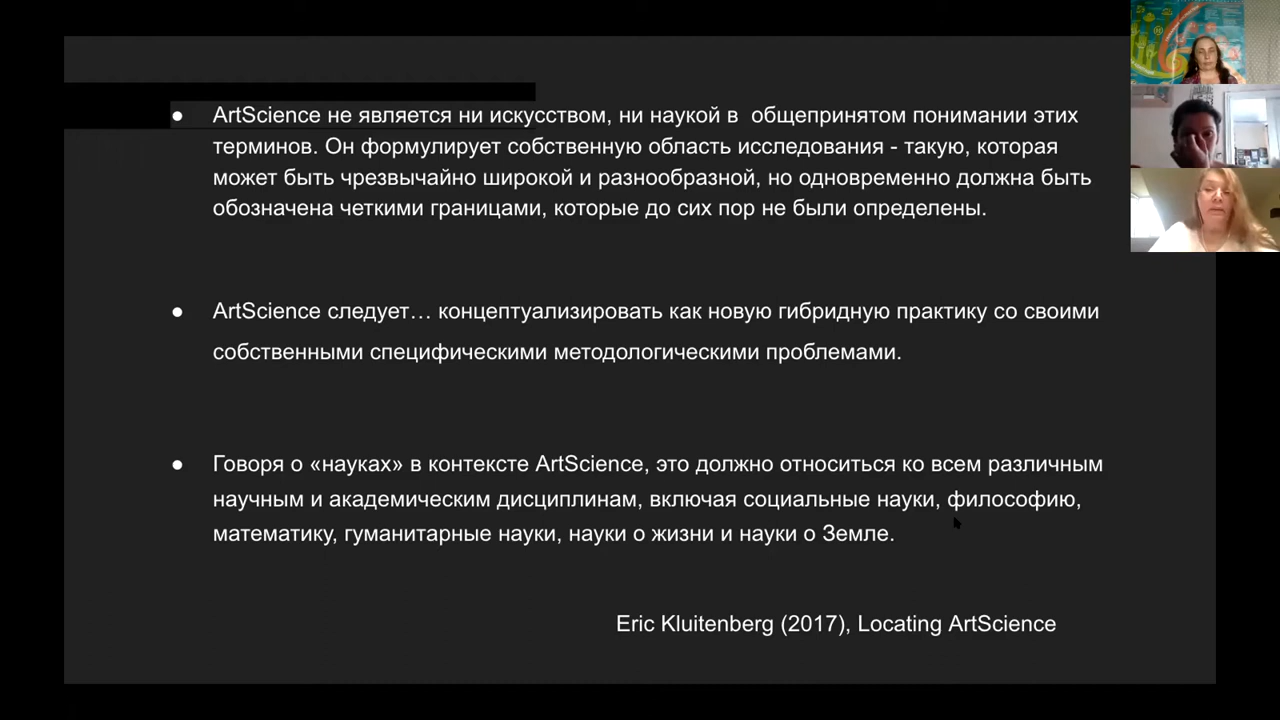 ● ArtScience не является ни искусством, ни наукой в общепринятом понимании этих
терминов. Он формулирует собственную область исследования - такую, которая
может быть чрезвычайно широкой и разнообразной, но одновременно должна быть
обозначена четкими границами, которые до сих пор не были определены.
● ArtScience следует… концептуализировать как новую гибридную практику со своими
собственными специфическими методологическими проблемами.
● Говоря о «науках» в контексте ArtScience, это должно относиться ко всем различным
научным и академическим дисциплинам, включая социальные науки, философию,
математику, гуманитарные науки, науки о жизни и науки о Земле.
Eric Kluitenberg (2017), Locating ArtScience